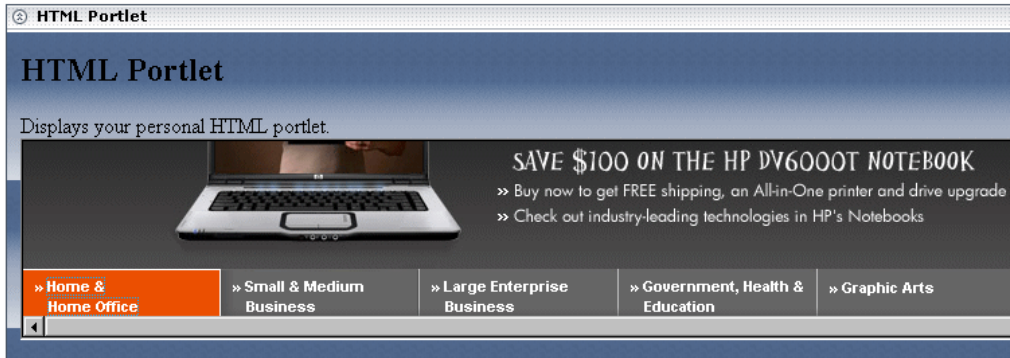 HTML Portlet
HTML Portlet
Displays your personal HTML portlet.
SAVE $100 ON THE HP DV6000T NOTEBOOK
» Buy now to get FREE shipping, an All-in-One printer and drive upgrade
» Check out industry-leading technologies in HP's Notebooks
» Home &
Home Office
» Small & Medium
Business
» Large Enterprise
Business
» Government, Health &
Education
» Graphic Arts